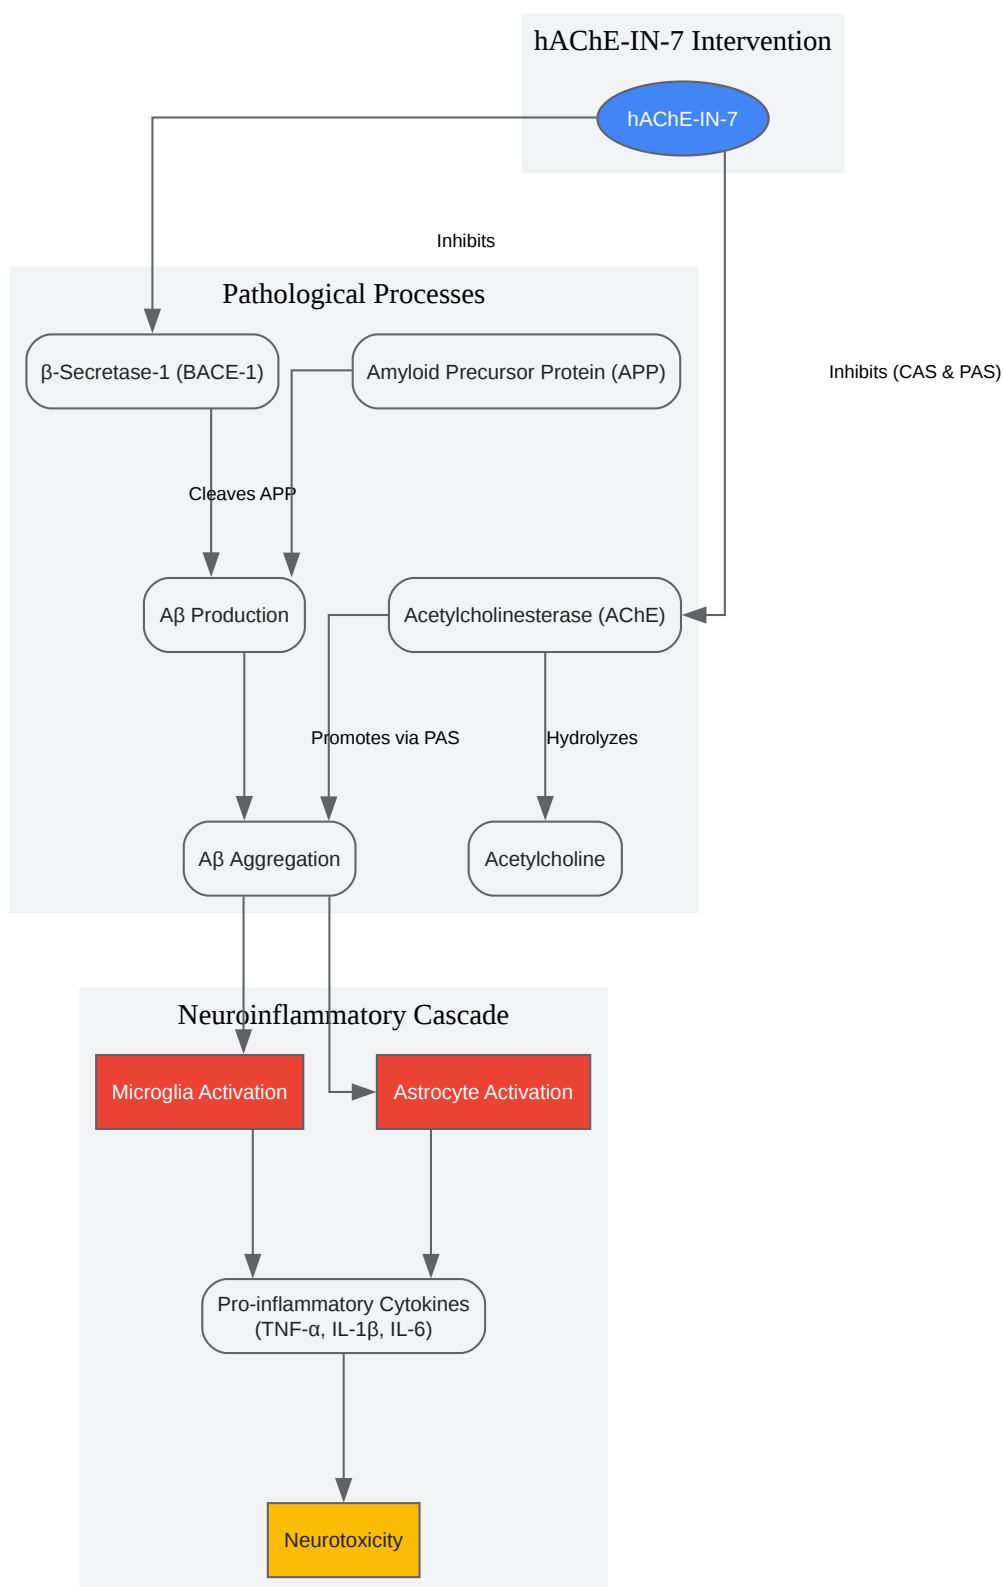 hAChE-IN-7 Intervention
hAChE-IN-7
Inhibits
Pathological Processes
β-Secretase-1 (BACE-1)
Amyloid Precursor Protein (APP)
Inhibits (CAS & PAS)
Cleaves APP
Aβ Production
Acetylcholinesterase (AChE)
Promotes via PAS
Hydrolyzes
Aβ Aggregation
Acetylcholine
Neuroinflammatory Cascade
Microglia Activation
Astrocyte Activation
Pro-inflammatory Cytokines
(TNF-α, IL-1β, IL-6)
Neurotoxicity